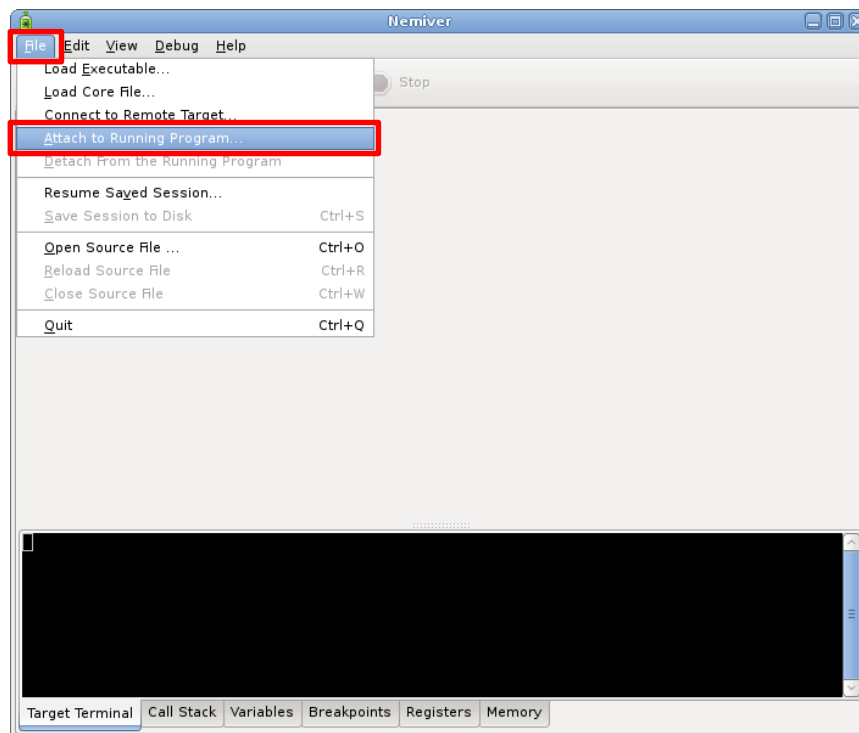 Nemiver
File Edit View Debug Help
Load Executable...
Load Core File...
Stop
Connect to Remote Target...
Attach to Running Program...
Detach From the Running Program
Resume Saved Session...
Save Session to Disk Ctrl+S
Open Source File ... Ctrl+O
Reload Source File Ctrl+R
Close Source File Ctrl+W
Quit Ctrl+Q
Target Terminal Call Stack Variables Breakpoints Registers Memory